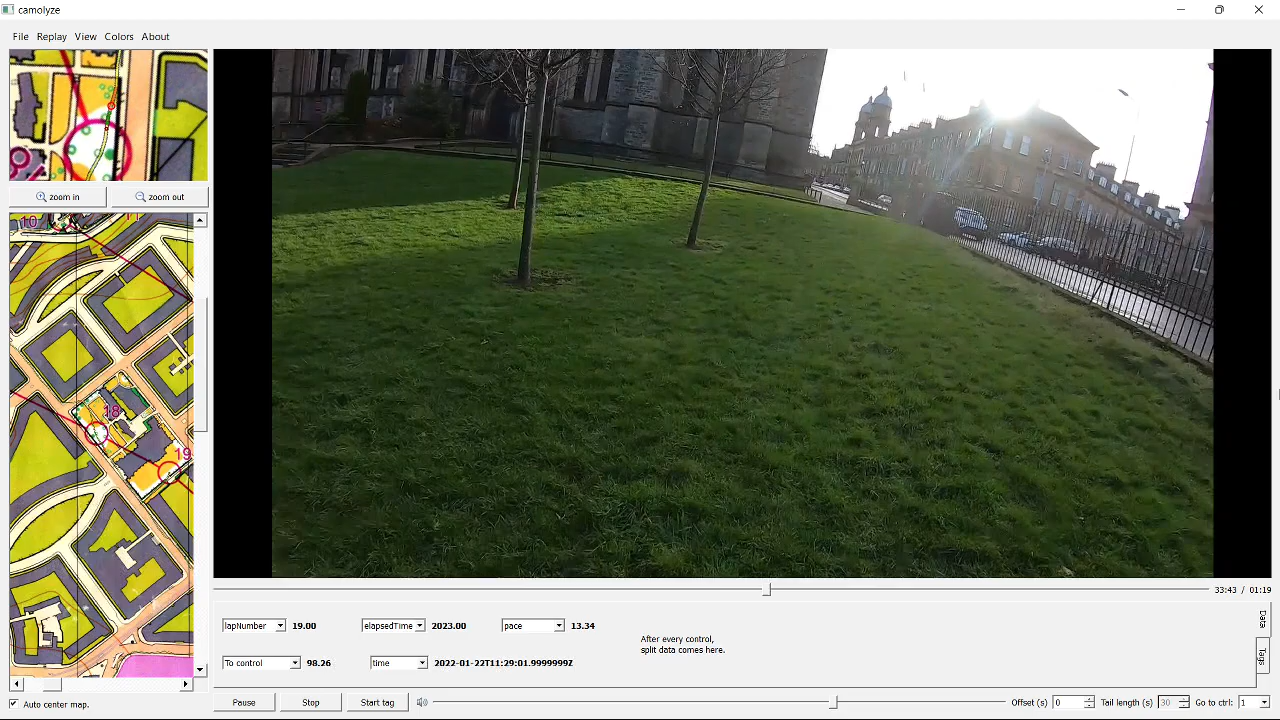 camolyze
File Replay View Colors About
zoom in zoom out
10 11
18
19
33:43 / 01:19
lapNumber 19.00 elapsedTime 2023.00 pace 13.34
After every control,
split data comes here.
To control 98.26 time 2022-01-22T11:29:01.9999999Z
Data
Tags
Auto center map.
Pause Stop Start tag Offset (s) 0 Tail length (s) 30 Go to ctrl: 1